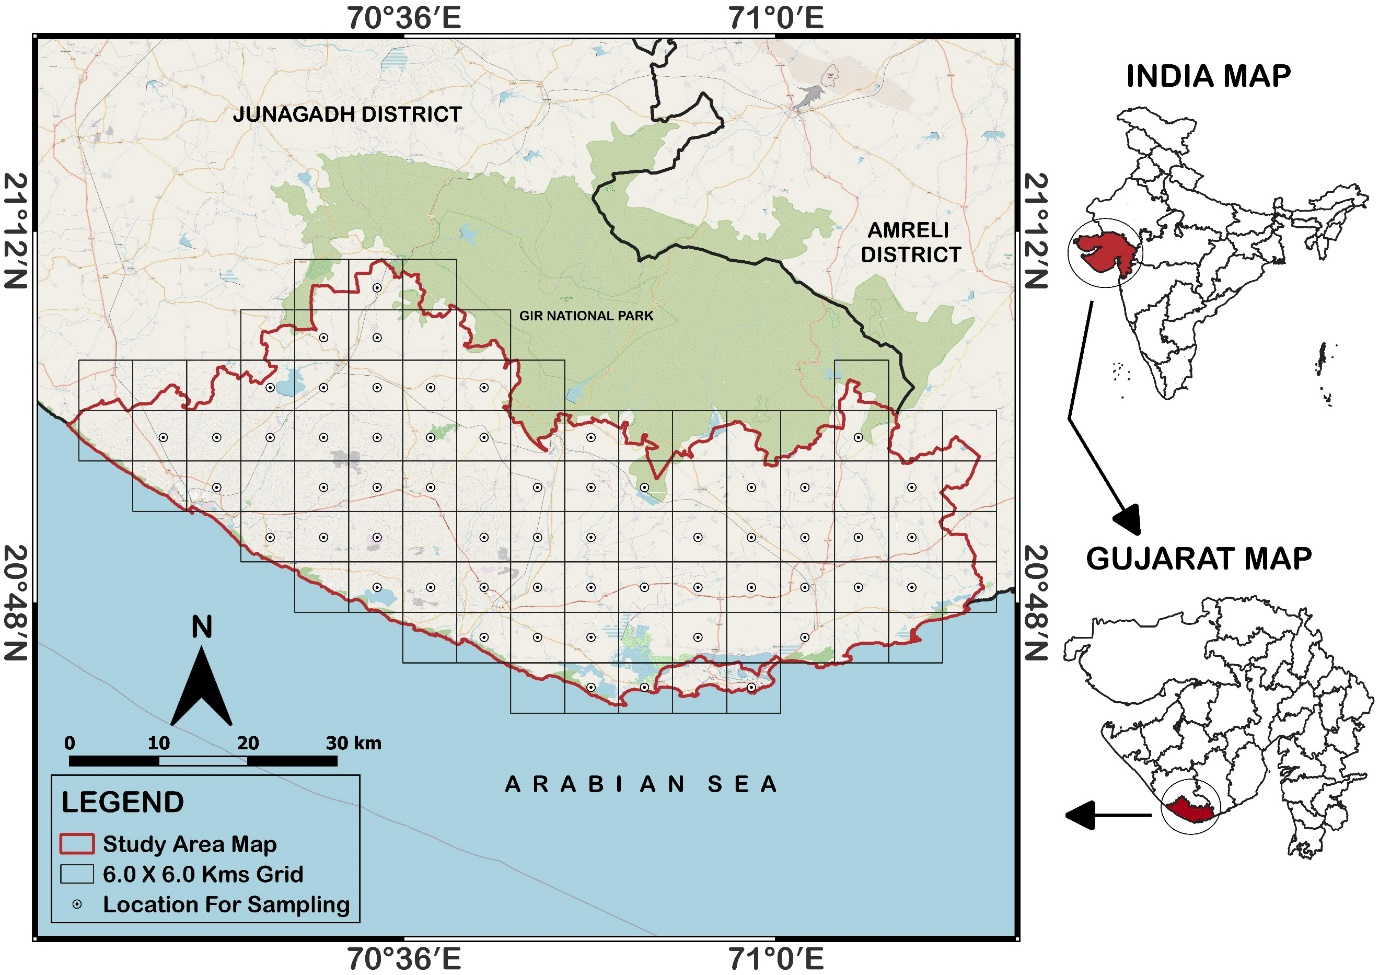 70°36′E
71°0′E
INDIA MAP
JUNAGADH DISTRICT
21°12′N
21°12′N
AMRELI
DISTRICT
GIR NATIONAL PARK
GUJARAT MAP
20°48′N
20°48′N
N
0 10 20 30 km
ARABIAN SEA
LEGEND
Study Area Map
6.0 X 6.0 Kms Grid
Location For Sampling
70°36′E
71°0′E